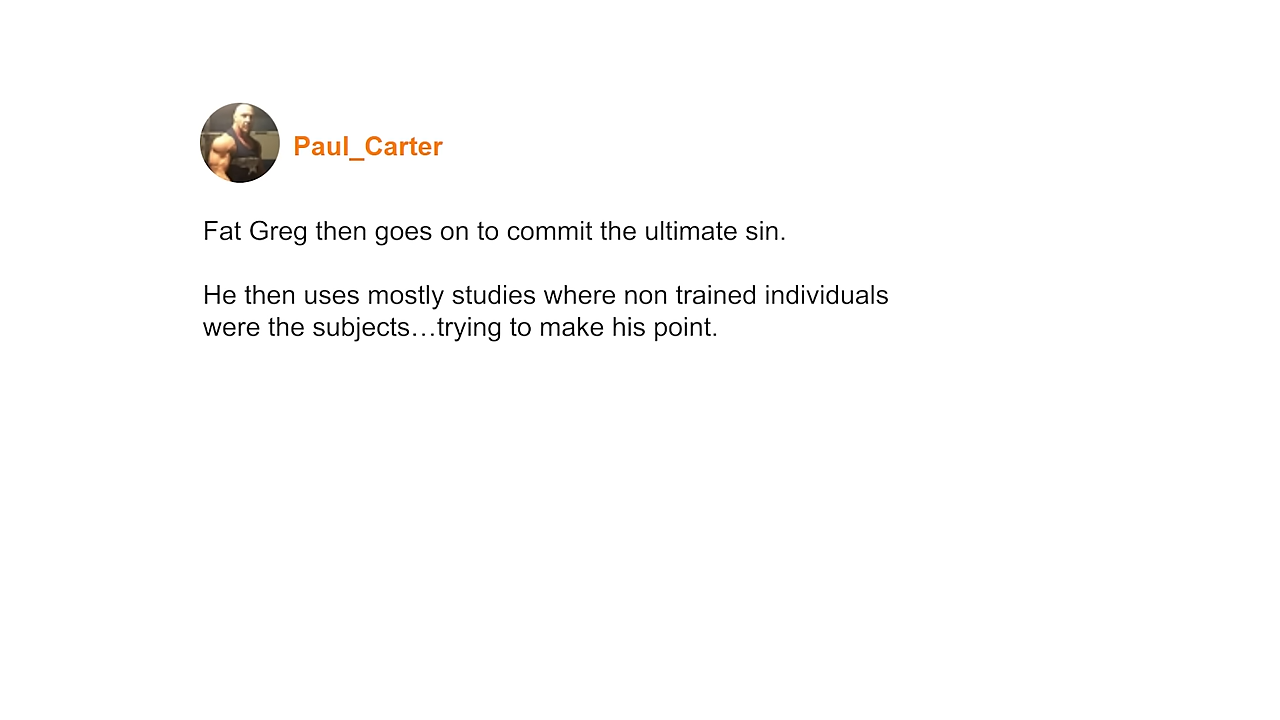 Paul_Carter
Fat Greg then goes on to commit the ultimate sin.
He then uses mostly studies where non trained individuals
were the subjects…trying to make his point.